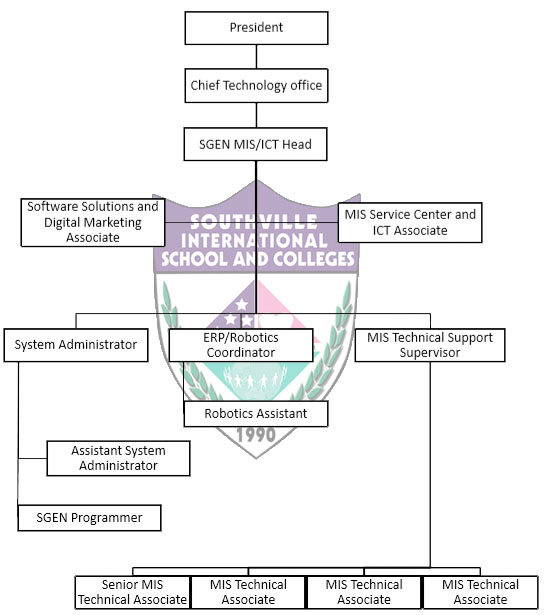 President
Chief Technology office
SGEN MIS/ICT Head
Software Solutions and
Digital Marketing
Associate
MIS Service Center and
ICT Associate
SOUTHVILLE
INTERNATIONAL
SCHOOL AND COLLEGES
System Administrator
ERP/Robotics
Coordinator
MIS Technical Support
Supervisor
Robotics Assistant
1990
Assistant System
Administrator
SGEN Programmer
Senior MIS
Technical Associate
MIS Technical
Associate
MIS Technical
Associate
MIS Technical
Associate